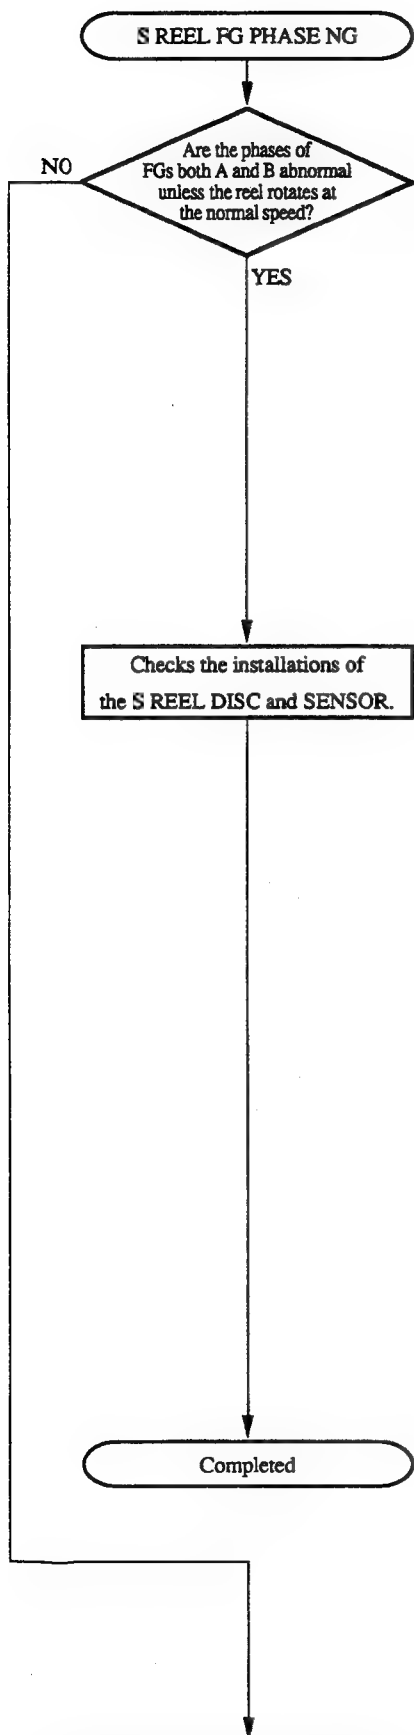 S REEL FG PHASE NG
Are the phases of
FGs both A and B abnormal
unless the reel rotates at
the normal speed?
NO
YES
Checks the installations of
the S REEL DISC and SENSOR.
Completed